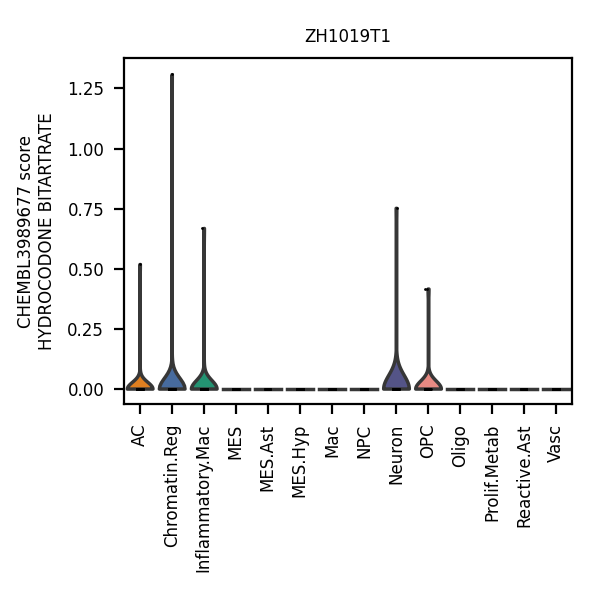 ZH1019T1
CHEMBL3989677 score
HYDROCODONE BITARTRATE
1.25
1.00
0.75
0.50
0.25
0.00
AC
Chromatin.Reg
Inflammatory.Mac
MES
MES.Ast
MES.Hyp
Mac
NPC
Neuron
OPC
Oligo
Prolif.Metab
Reactive.Ast
Vasc